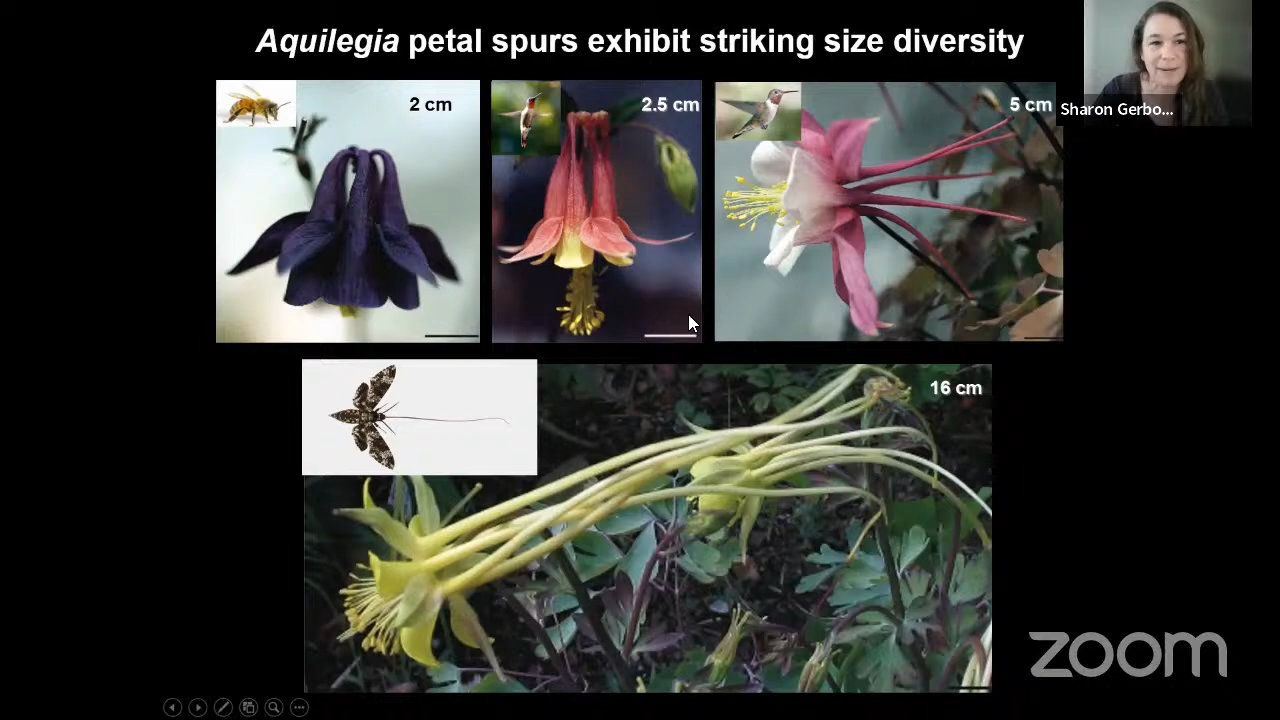 Aquilegia petal spurs exhibit striking size diversity
2 cm
2.5 cm
5 cm
Sharon Gerbo...
16 cm
zoom